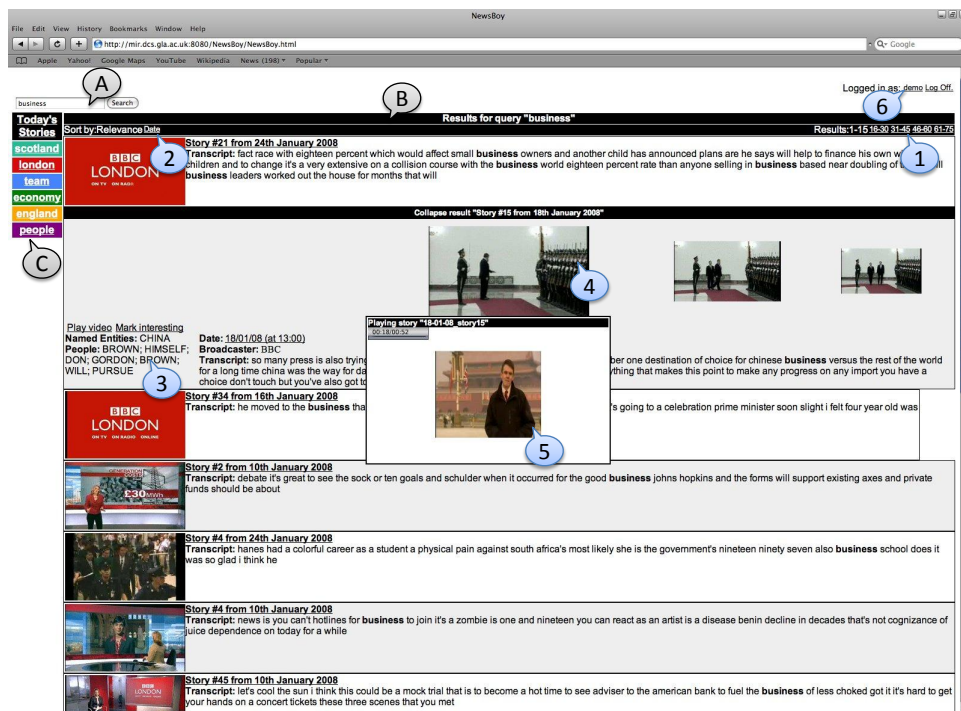 NewsBoy
File Edit View History Bookmarks Window Help
http://mir.dcs.gla.ac.uk:8080/NewsBoy/NewsBoy.html
Google
Apple Yahoo! Google Maps YouTube Wikipedia News (198) Popular
A
B
Logged in as: demo Log Off.
6
business Search
Today's Stories
Results for query "business"
Sort by:Relevance Date
Results:1-15 16-30 31-45 46-60 61-75
2
1
scotland
london
team
economy
england
people
C
BBC
LONDON
ON TV ON RADIO
Story #21 from 24th January 2008
Transcript: fact race with eighteen percent which would affect small business owners and another child has announced plans are he says will help to finance his own
children and to change it's a very extensive on a collision course with the business world eighteen percent rate than anyone selling in business based near doubling of
business leaders worked out the house for months that will
Collapse result "Story #15 from 18th January 2008"
4
Play video Mark interesting
Named Entities: CHINA
People: BROWN; HIMSELF;
DON; GORDON; BROWN;
WILL; PURSUE
3
Date: 18/01/08 (at 13:00)
Broadcaster: BBC
Transcript: so many press is also trying
ber one destination of choice for chinese business versus the rest of the world
for a long time china was the way for da
ything that makes this point to make any progress on any import you have a
choice don't touch but you've also got to
Playing story "18-01-08_story15"
00:18/00:52
5
BBC
LONDON
ON TV ON RADIO ONLINE
Story #34 from 16th January 2008
Transcript: he moved to the business tha
's going to a celebration prime minister soon slight i felt four year old was
£30MWh
Story #2 from 10th January 2008
Transcript: debate it's great to see the sock or ten goals and schulder when it occurred for the good business johns hopkins and the forms will support existing axes and private
funds should be about
Story #4 from 24th January 2008
Transcript: hanes had a colorful career as a student a physical pain against south africa's most likely she is the government's nineteen ninety seven also business school does it
was so glad i think he
Story #4 from 10th January 2008
Transcript: news is you can't hotlines for business to join it's a zombie is one and nineteen you can react as an artist is a disease benin decline in decades that's not cognizance of
juice dependence on today for a while
LONDON
Story #45 from 10th January 2008
Transcript: let's cool the sun i think this could be a mock trial that is to become a hot time to see adviser to the american bank to fuel the business of less choked got it it's hard to get
your hands on a concert tickets these three scenes that you met